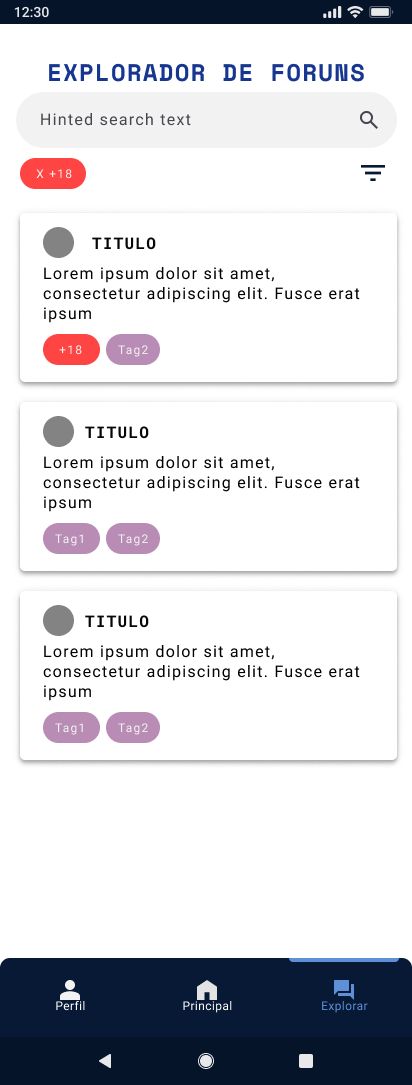 12:30
EXPLORADOR DE FORUNS
Hinted search text
X +18
TITULO
Lorem ipsum dolor sit amet,
consectetur adipiscing elit. Fusce erat
ipsum
+18 Tag2
TITULO
Lorem ipsum dolor sit amet,
consectetur adipiscing elit. Fusce erat
ipsum
Tag1 Tag2
TITULO
Lorem ipsum dolor sit amet,
consectetur adipiscing elit. Fusce erat
ipsum
Tag1 Tag2
Perfil Principal Explorar